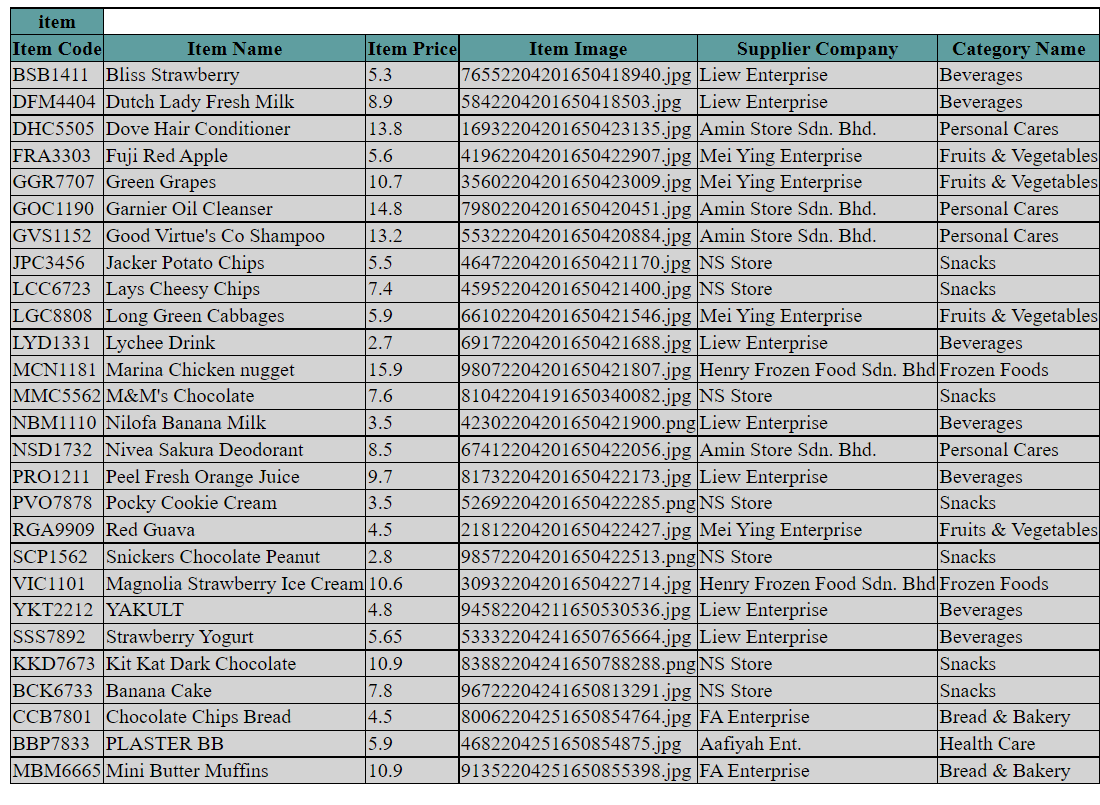 item
Item Code Item Name Item Price Item Image Supplier Company Category Name
BSB1411 Bliss Strawberry 5.3 76552204201650418940.jpg Liew Enterprise Beverages
DFM4404 Dutch Lady Fresh Milk 8.9 5842204201650418503.jpg Liew Enterprise Beverages
DHC5505 Dove Hair Conditioner 13.8 16932204201650423135.jpg Amin Store Sdn. Bhd. Personal Cares
FRA3303 Fuji Red Apple 5.6 41962204201650422907.jpg Mei Ying Enterprise Fruits & Vegetables
GGR7707 Green Grapes 10.7 35602204201650423009.jpg Mei Ying Enterprise Fruits & Vegetables
GOC1190 Garnier Oil Cleanser 14.8 79802204201650420451.jpg Amin Store Sdn. Bhd. Personal Cares
GVS1152 Good Virtue's Co Shampoo 13.2 55322204201650420884.jpg Amin Store Sdn. Bhd. Personal Cares
JPC3456 Jacker Potato Chips 5.5 46472204201650421170.jpg NS Store Snacks
LCC6723 Lays Cheesy Chips 7.4 45952204201650421400.jpg NS Store Snacks
LGC8808 Long Green Cabbages 5.9 66102204201650421546.jpg Mei Ying Enterprise Fruits & Vegetables
LYD1331 Lychee Drink 2.7 69172204201650421688.jpg Liew Enterprise Beverages
MCN1181 Marina Chicken nugget 15.9 98072204201650421807.jpg Henry Frozen Food Sdn. Bhd Frozen Foods
MMC5562 M&M's Chocolate 7.6 81042204191650340082.jpg NS Store Snacks
NBM1110 Nilofa Banana Milk 3.5 42302204201650421900.png Liew Enterprise Beverages
NSD1732 Nivea Sakura Deodorant 8.5 67412204201650422056.jpg Amin Store Sdn. Bhd. Personal Cares
PRO1211 Peel Fresh Orange Juice 9.7 81732204201650422173.jpg Liew Enterprise Beverages
PVO7878 Pocky Cookie Cream 3.5 52692204201650422285.png NS Store Snacks
RGA9909 Red Guava 4.5 21812204201650422427.jpg Mei Ying Enterprise Fruits & Vegetables
SCP1562 Snickers Chocolate Peanut 2.8 98572204201650422513.png NS Store Snacks
VIC1101 Magnolia Strawberry Ice Cream 10.6 30932204201650422714.jpg Henry Frozen Food Sdn. Bhd Frozen Foods
YKT2212 YAKULT 4.8 94582204211650530536.jpg Liew Enterprise Beverages
SSS7892 Strawberry Yogurt 5.65 53332204241650765664.jpg Liew Enterprise Beverages
KKD7673 Kit Kat Dark Chocolate 10.9 83882204241650788288.png NS Store Snacks
BCK6733 Banana Cake 7.8 96722204241650813291.jpg NS Store Snacks
CCB7801 Chocolate Chips Bread 4.5 80062204251650854764.jpg FA Enterprise Bread & Bakery
BBP7833 PLASTER BB 5.9 4682204251650854875.jpg Aafiyah Ent. Health Care
MBM6665 Mini Butter Muffins 10.9 91352204251650855398.jpg FA Enterprise Bread & Bakery